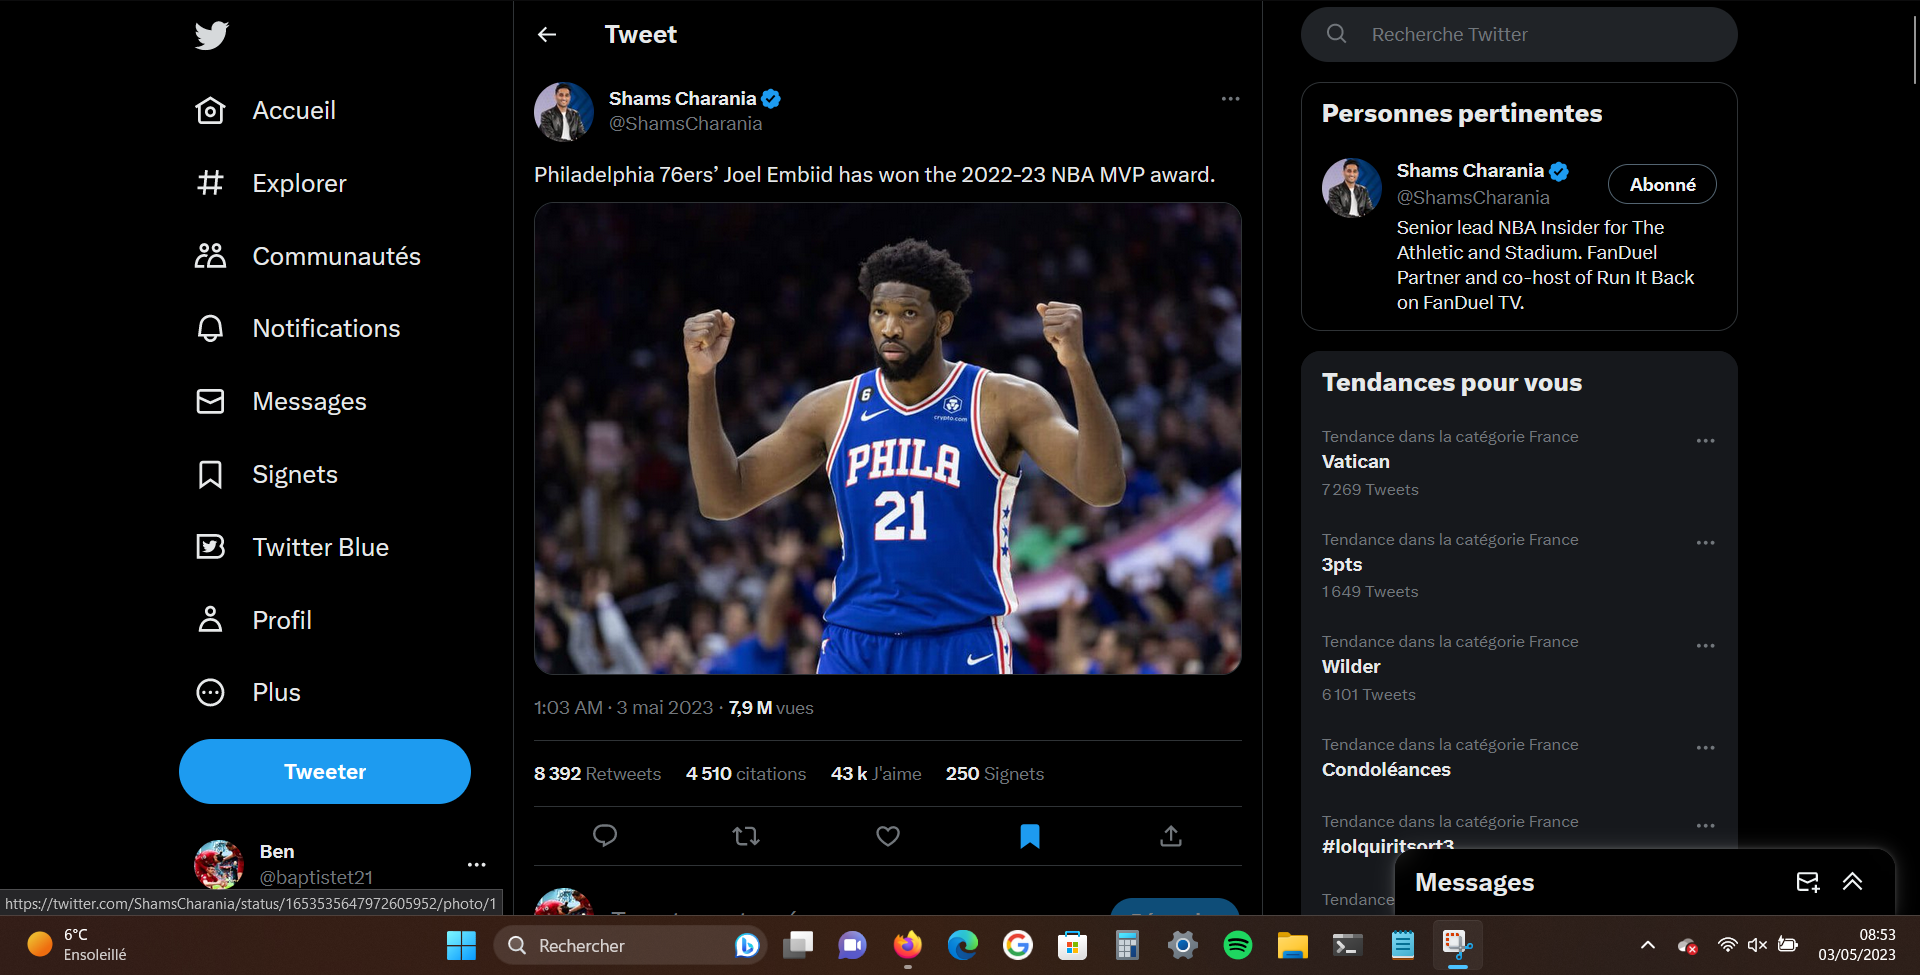 Accueil
Explorer
Communautés
Notifications
Messages
Signets
Twitter Blue
Profil
Plus
Tweeter
Ben
@baptistet21
https://twitter.com/ShamsCharania/status/1653535647972605952/photo/1
Tweet
Shams Charania
@ShamsCharania
Philadelphia 76ers’ Joel Embiid has won the 2022-23 NBA MVP award.
6
crypto.com
PHILA
21
1:03 AM · 3 mai 2023 · 7,9 M vues
8 392 Retweets 4 510 citations 43 k J'aime 250 Signets
Recherche Twitter
Personnes pertinentes
Shams Charania
@ShamsCharania
Abonné
Senior lead NBA Insider for The
Athletic and Stadium. FanDuel
Partner and co-host of Run It Back
on FanDuel TV.
Tendances pour vous
Tendance dans la catégorie France
Vatican
7 269 Tweets
Tendance dans la catégorie France
3pts
1 649 Tweets
Tendance dans la catégorie France
Wilder
6 101 Tweets
Tendance dans la catégorie France
Condoléances
Tendance dans la catégorie France
#lolquiritsort3
Tendance
Messages
6°C
Ensoleillé
Rechercher
08:53
03/05/2023